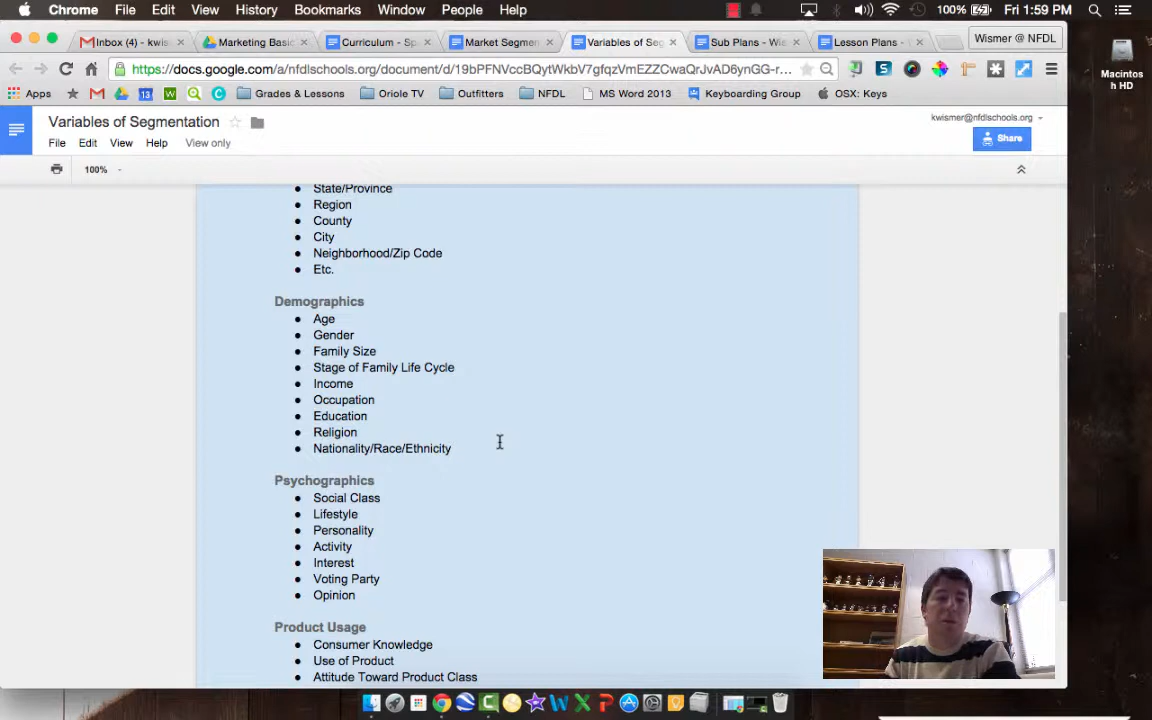 Chrome File Edit View History Bookmarks Window People Help 100% Fri 1:59 PM
Inbox (4) - kwis Marketing Basic Curriculum - Sp Market Segmen Variables of Seg Sub Plans - Wis Lesson Plans - Wismer @ NFDL
https://docs.google.com/a/nfdlschools.org/document/d/19bPFNVccBQytWkbV7gfqzVmEZZCwaQrJvAD6ynGG-r...
Apps 13 W Grades & Lessons Oriole TV Outfitters NFDL MS Word 2013 Keyboarding Group OSX: Keys
Macintos
h HD
Variables of Segmentation
kwismer@nfdlschools.org
File Edit View Help View only
Share
100%
State/Province
Region
County
City
Neighborhood/Zip Code
Etc.
Demographics
Age
Gender
Family Size
Stage of Family Life Cycle
Income
Occupation
Education
Religion
Nationality/Race/Ethnicity
Psychographics
Social Class
Lifestyle
Personality
Activity
Interest
Voting Party
Opinion
Product Usage
Consumer Knowledge
Use of Product
Attitude Toward Product Class